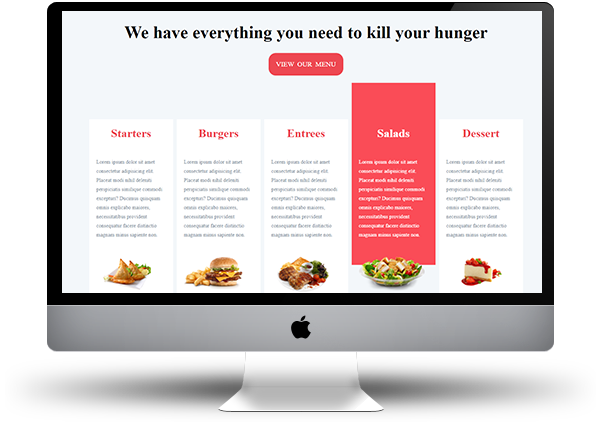 We have everything you need to kill your hunger
VIEW OUR MENU
Starters
Lorem ipsum dolor sit amet
consectetur adipisicing elit.
Placeat modi nihil deleniti
perspiciatis similique commodi
excepturi? Ducimus quisquam
omnis explicabo maiores,
necessitatibus provident
consequatur facere distinctio
magnam minus sapiente non.
Burgers
Lorem ipsum dolor sit amet
consectetur adipisicing elit.
Placeat modi nihil deleniti
perspiciatis similique commodi
excepturi? Ducimus quisquam
omnis explicabo maiores,
necessitatibus provident
consequatur facere distinctio
magnam minus sapiente non.
Entrees
Lorem ipsum dolor sit amet
consectetur adipisicing elit.
Placeat modi nihil deleniti
perspiciatis similique commodi
excepturi? Ducimus quisquam
omnis explicabo maiores,
necessitatibus provident
consequatur facere distinctio
magnam minus sapiente non.
Salads
Lorem ipsum dolor sit amet
consectetur adipisicing elit.
Placeat modi nihil deleniti
perspiciatis similique commodi
excepturi? Ducimus quisquam
omnis explicabo maiores,
necessitatibus provident
consequatur facere distinctio
magnam minus sapiente non.
Dessert
Lorem ipsum dolor sit amet
consectetur adipisicing elit.
Placeat modi nihil deleniti
perspiciatis similique commodi
excepturi? Ducimus quisquam
omnis explicabo maiores,
necessitatibus provident
consequatur facere distinctio
magnam minus sapiente non.